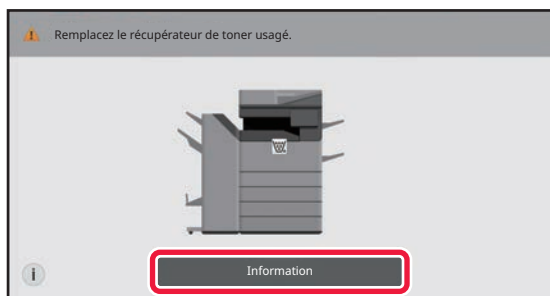 Remplacez le récupérateur de toner usagé.
Information
i